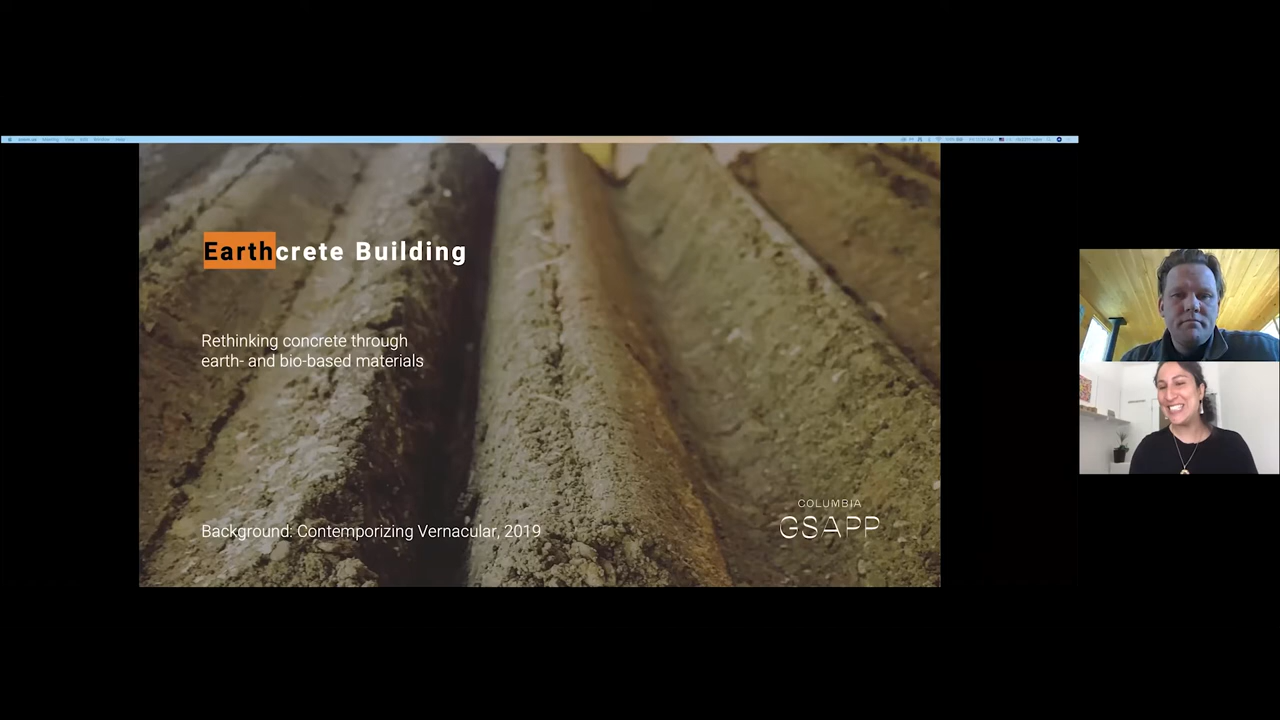 Earthcrete Building
Rethinking concrete through
earth- and bio-based materials
Background: Contemporizing Vernacular, 2019
COLUMBIA
GSAPP